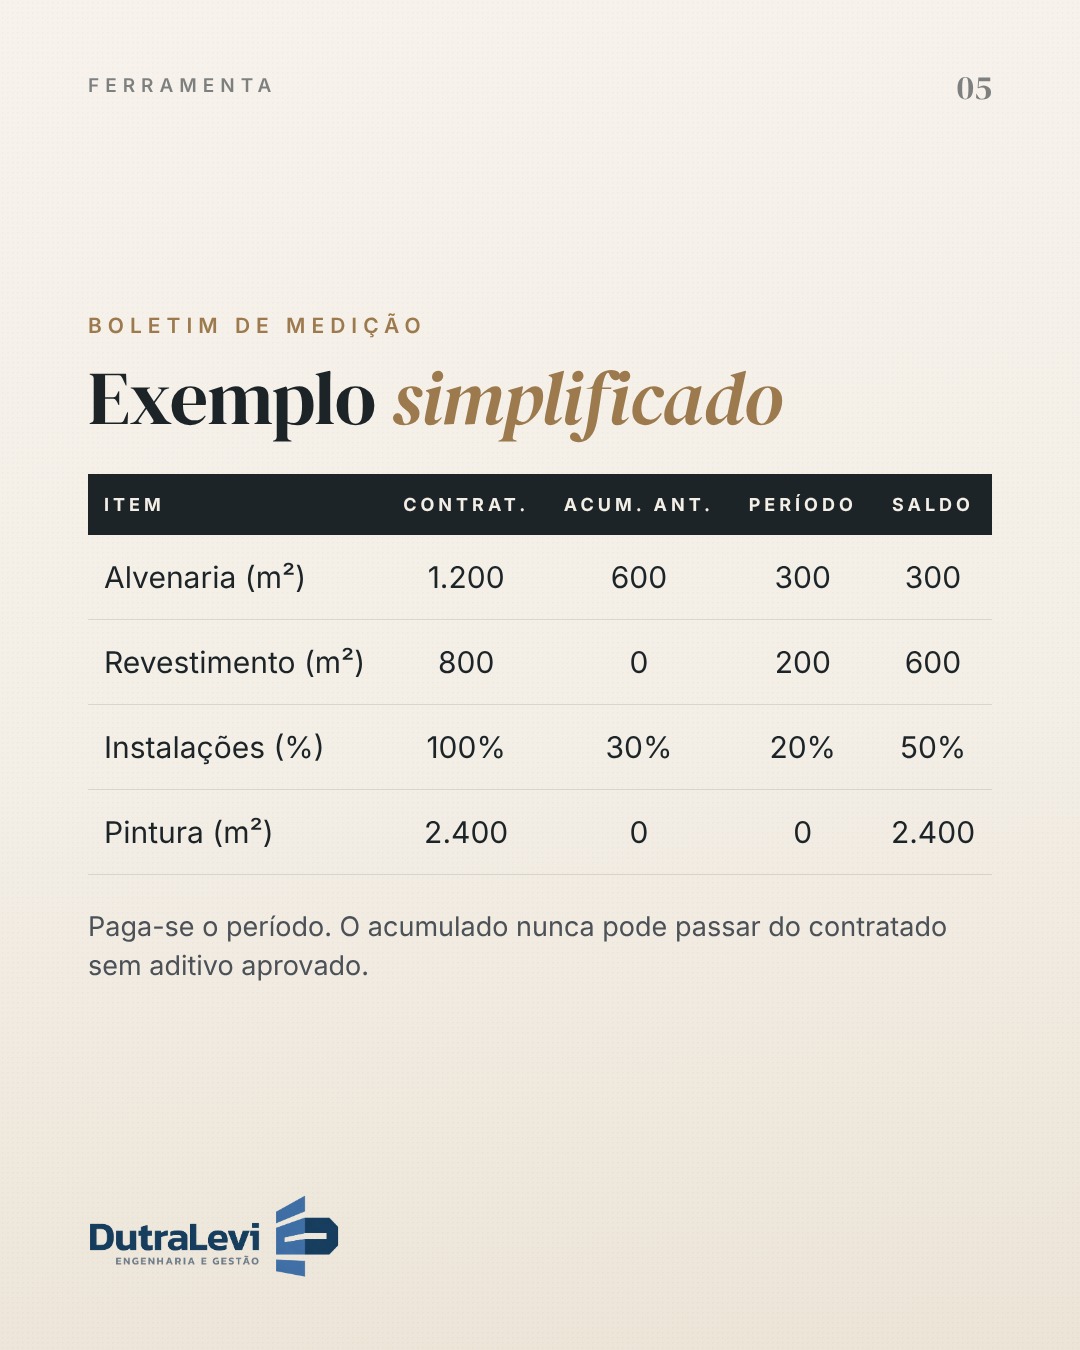 FERRAMENTA 05
BOLETIM DE MEDIÇÃO
Exemplo simplificado
ITEM CONTRAT. ACUM. ANT. PERÍODO SALDO
Alvenaria (m²) 1.200 600 300 300
Revestimento (m²) 800 0 200 600
Instalações (%) 100% 30% 20% 50%
Pintura (m²) 2.400 0 0 2.400
Paga-se o período. O acumulado nunca pode passar do contratado
sem aditivo aprovado.
DutraLevi
ENGENHARIA E GESTÃO